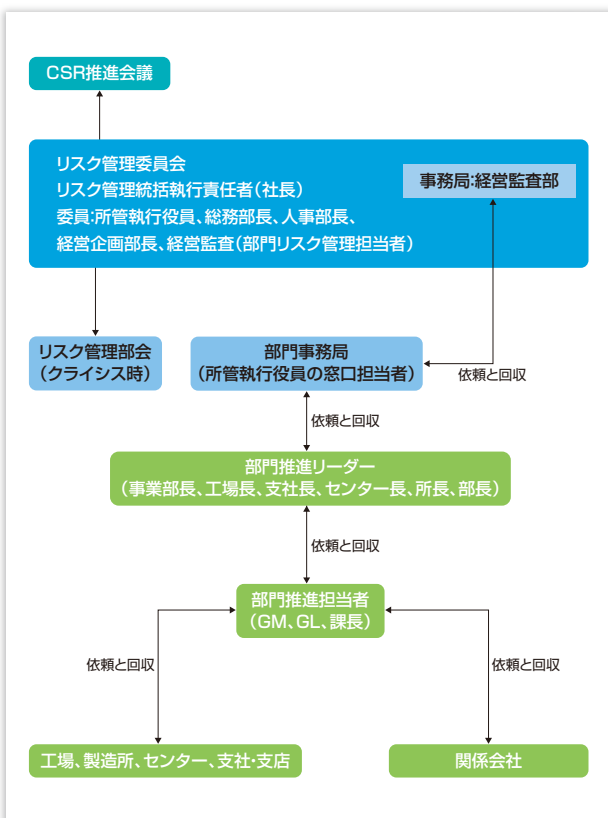 CSR推進会議
リスク管理委員会
リスク管理統括執行責任者(社長)
委員:所管執行役員、総務部長、人事部長、
経営企画部長、経営監査(部門リスク管理担当者)
事務局:経営監査部
リスク管理部会
(クライシス時)
部門事務局
(所管執行役員の窓口担当者)
依頼と回収
依頼と回収
部門推進リーダー
(事業部長、工場長、支社長、センター長、所長、部長)
依頼と回収
部門推進担当者
(GM、GL、課長)
依頼と回収
依頼と回収
工場、製造所、センター、支社・支店
関係会社